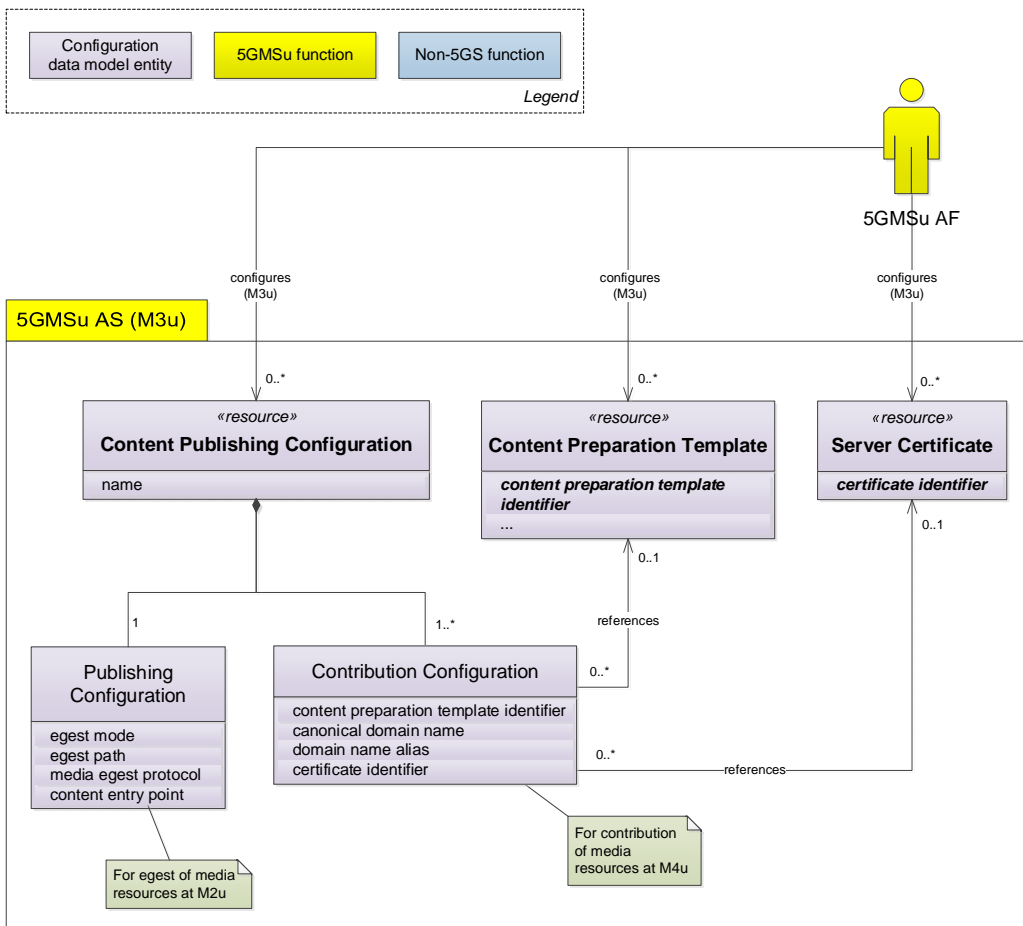 Configuration
data model entity
5GMSu function
Non-5GS function
Legend
5GMSu AF
configures
(M3u)
configures
(M3u)
configures
(M3u)
5GMSu AS (M3u)
0..*
0..*
0..*
«resource»
Content Publishing Configuration
name
«resource»
Content Preparation Template
content preparation template
identifier
...
«resource»
Server Certificate
certificate identifier
0..1
0..1
references
1
1..*
Publishing
Configuration
egest mode
egest path
media egest protocol
content entry point
Contribution Configuration
content preparation template identifier
canonical domain name
domain name alias
certificate identifier
0..*
0..*
references
For contribution
of media
resources at M4u
For egest of media
resources at M2u